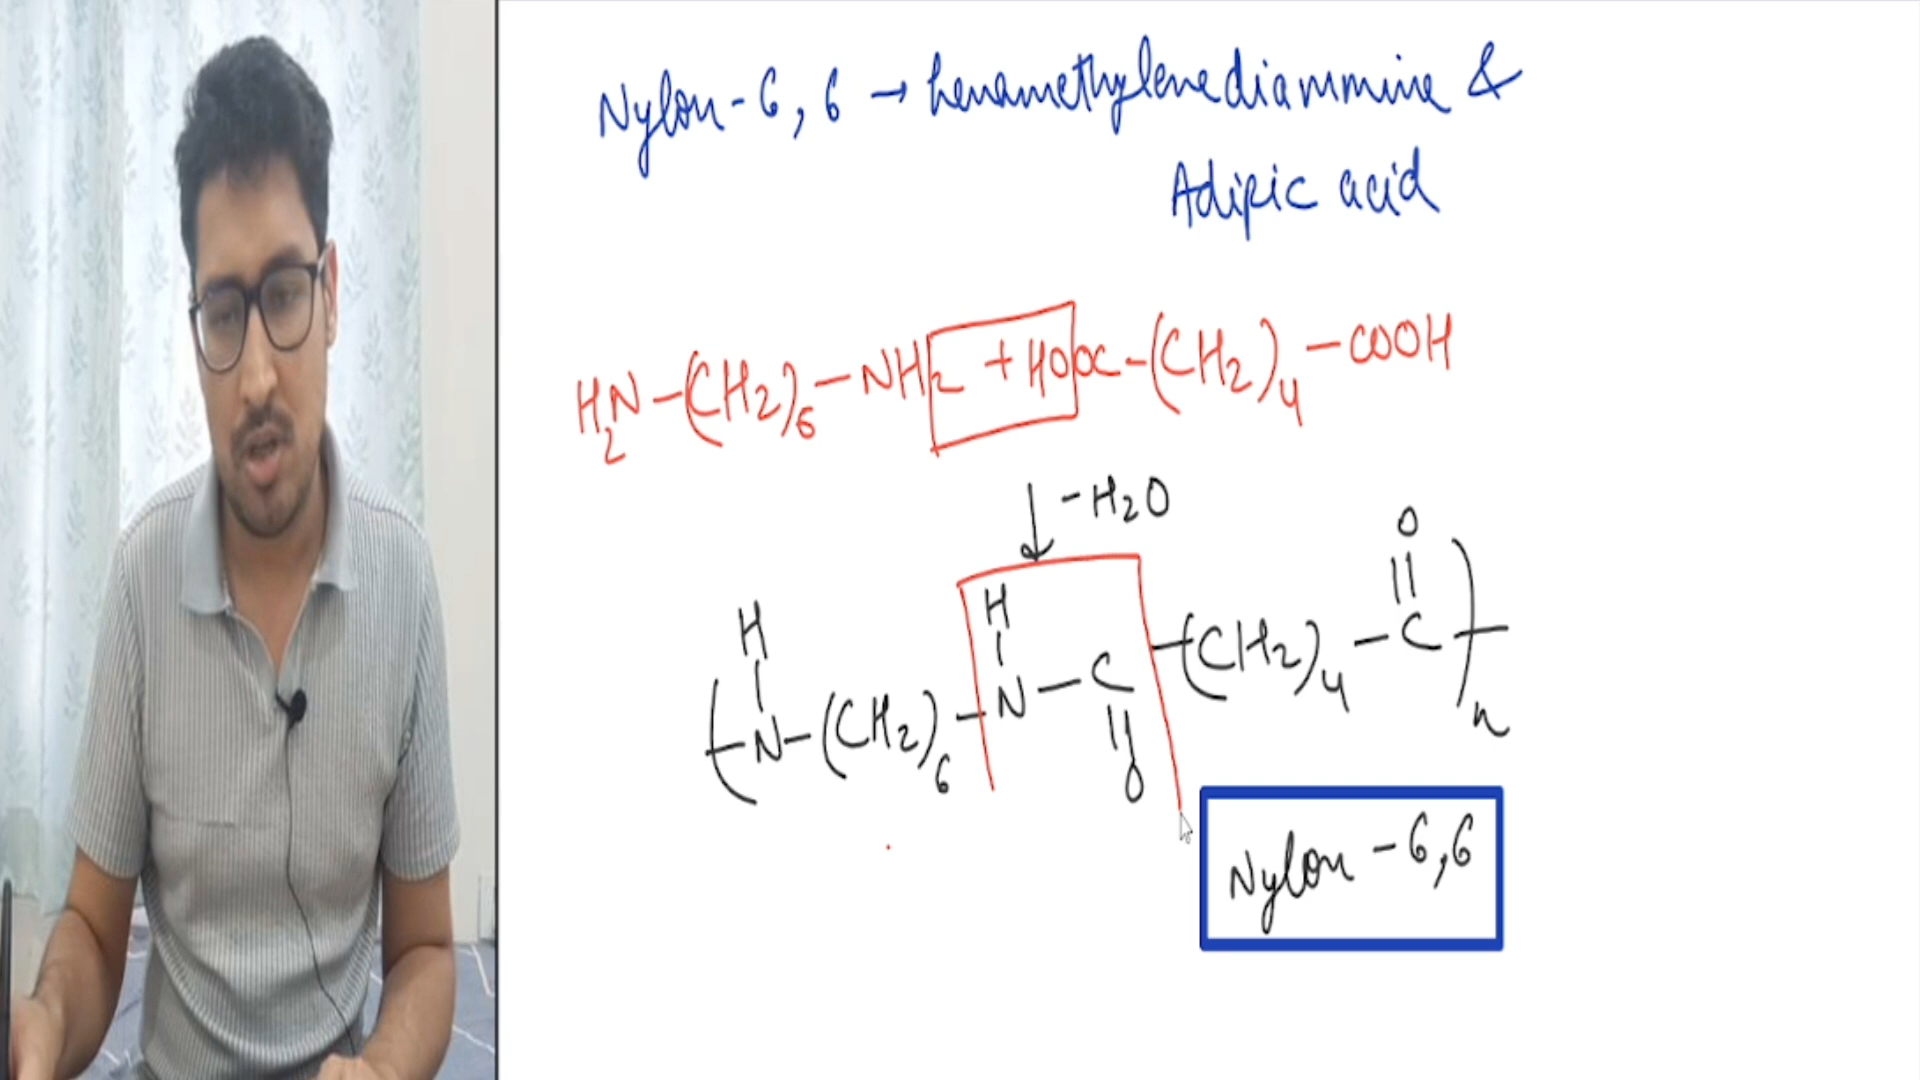 Nylon-6,6 → henamethylenediammine &
Adipic acid
H₂N-(CH₂)₆-NH₂ + HOOC-(CH₂)₄-COOH
↓ -H₂O
H H O
(-N-(CH₂)₆-N-C-(CH₂)₄-C-)n
O
Nylon-6,6